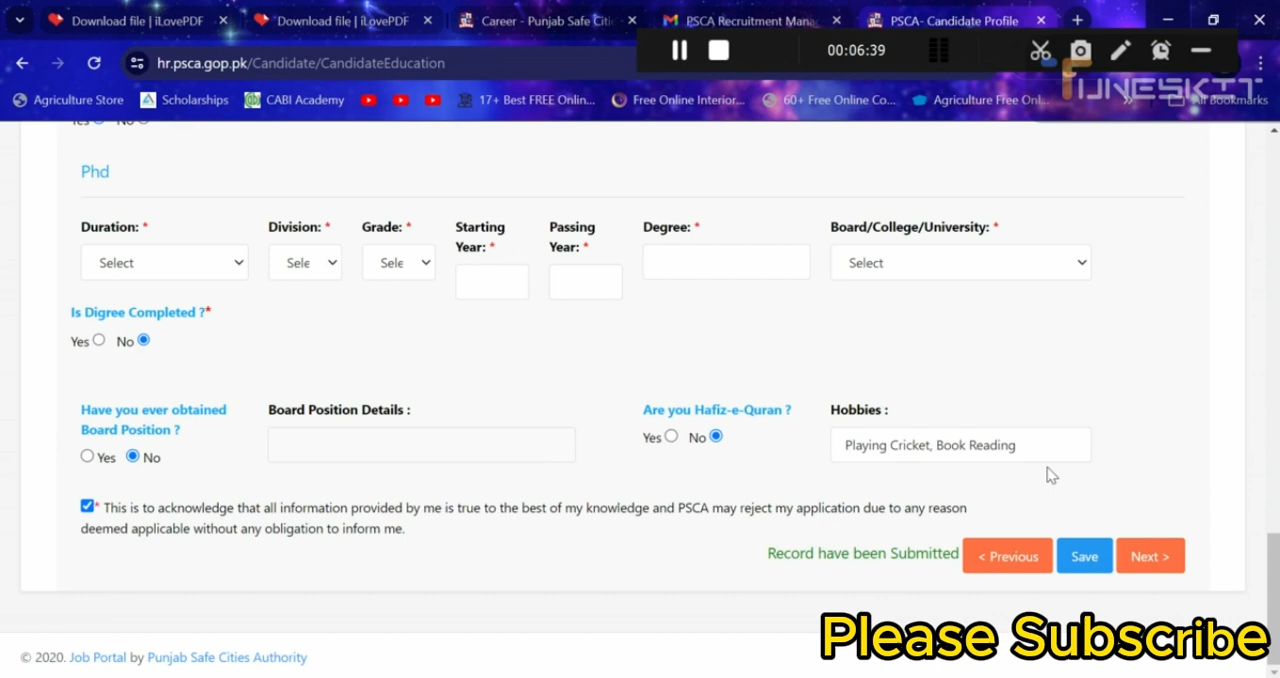 Download file | iLovePDF
Download file | iLovePDF
Career - Punjab Safe Citi
PSCA Recruitment Mana
PSCA- Candidate Profile
hr.psca.gop.pk/Candidate/CandidateEducation
00:06:39
FUNESKIT
Agriculture Store
Scholarships
CABI Academy
17+ Best FREE Onlin...
Free Online Interior...
60+ Free Online Co...
Agriculture Free Onl...
All Bookmarks
Yes No
Phd
Duration: *
Division: *
Grade: *
Starting
Year: *
Passing
Year: *
Degree: *
Board/College/University: *
Select
Sele
Sele
Select
Is Digree Completed ?*
Yes No
Have you ever obtained
Board Position ?
Board Position Details :
Are you Hafiz-e-Quran ?
Hobbies :
Yes No
Yes No
Playing Cricket, Book Reading
* This is to acknowledge that all information provided by me is true to the best of my knowledge and PSCA may reject my application due to any reason
deemed applicable without any obligation to inform me.
Record have been Submitted
< Previous
Save
Next >
Please Subscribe
© 2020. Job Portal by Punjab Safe Cities Authority